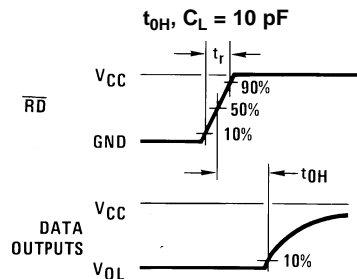 t0H, CL = 10 pF
tr
VCC
90%
RD
50%
10%
GND
t0H
VCC
DATA
OUTPUTS
10%
VOL